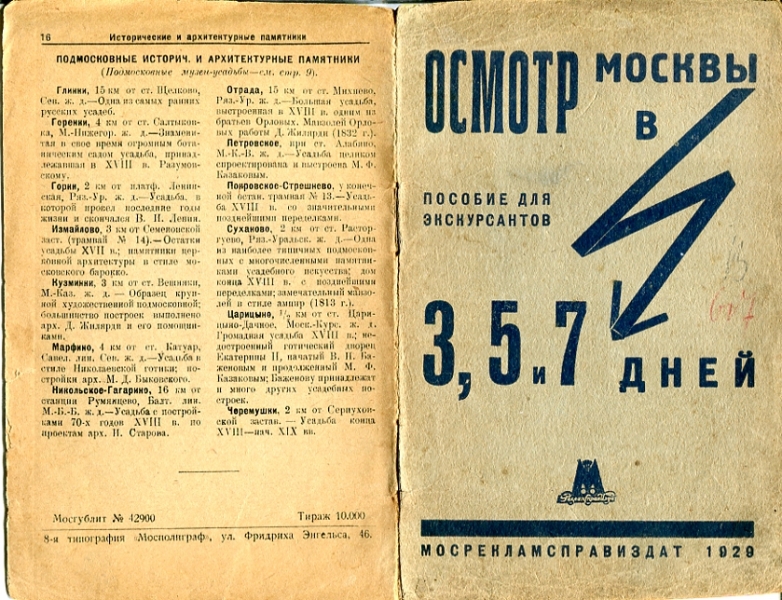 16 Исторические и архитектурные памятники
ПОДМОСКОВНЫЕ ИСТОРИЧ. И АРХИТЕКТУРНЫЕ ПАМЯТНИКИ
(Подмосковные музеи-усадьбы—см. стр. 9).
Глинки, 15 км от ст. Щелково,
Сев. ж. д.—Одна из самых ранних
русских усадеб.
Горенки, 4 км от ст. Салтыков-
ка, М.-Нижегор. ж. д.—Знамени-
тая в свое время огромным бота-
ническим садом усадьба, принад-
лежавшая в XVIII в. Разумов-
скому.
Горки, 2 км от платф. Ленин-
ская, Ряз.-Ур. ж. д.—Усадьба, в
которой провел последние годы
жизни и скончался В. И. Ленин.
Измайлово, 3 км от Семеновской
заст. (трамвай № 14).—Остатки
усадьбы XVII в.; памятники цер-
ковной архитектуры в стиле мо-
сковского барокко.
Кузминки, 3 км от ст. Вешняки,
М.-Каз. ж. д. — Образец круп-
ной художественной подмосковной;
большинство построек выполнено
арх. Д. Жилярди и его помощни-
ками.
Марфино, 4 км от ст. Катуар,
Савел. лин. Сев. ж. д.—Усадьба в
стиле Николаевской готики; по-
стройки арх. М. Д. Быковского.
Никольское-Гагарино, 16 км от
станции Румянцево, Балт. лин.
М.-Б.-Б. ж. д.—Усадьба с построй-
ками 70-х годов XVIII в. по
проектам арх. И. Старова.
Отрада, 15 км от ст. Михнево,
Ряз.-Ур. ж. д.—Большая усадьба,
выстроенная в XVIII в. одним из
братьев Орловых. Мавзолей Орло-
вых работы Д. Жилярди (1832 г.).
Петровское, при ст. Алабино,
М.-К.-В. ж. д.—Усадьба целиком
спроектирована и выстроена М. Ф.
Казаковым.
Покровское-Стрешнево, у конеч-
ной остан. трамвая № 13.—Усадь-
ба XVIII в. со значительными
позднейшими переделками.
Суханово, 2 км от ст. Растор-
гуево, Ряз.-Уральск. ж. д.—Одна
из наиболее типичных подмосков-
ных с многочисленными памятни-
ками усадебного искусства; дом
конца XVIII в. с позднейшими
переделками; замечательный мавзо-
лей в стиле ампир (1813 г.).
Царицыно, км от ст. Цари-
цыно-Дачное, Моск.-Курс. ж. д.
Громадная усадьба XVIII в.; не-
достроенный готический дворец
Екатерины II, начатый В. И. Ба-
женовым и продолженный М. Ф.
Казаковым; Баженову принадлежат
и много других усадебных по-
строек.
Черемушки, 2 км от Серпухов-
ской застав. — Усадьба конца
XVIII—нач. XIX вв.
Мосгублит № 42900 Тираж 10.000
8-я типография «Мосполиграф», ул. Фридриха Энгельса, 46.
ОСМОТР МОСКВЫ
В
ПОСОБИЕ ДЛЯ
ЭКСКУРСАНТОВ
3, 5 и 7 ДНЕЙ
МОСРЕКЛАМСПРАВИЗДАТ 1929